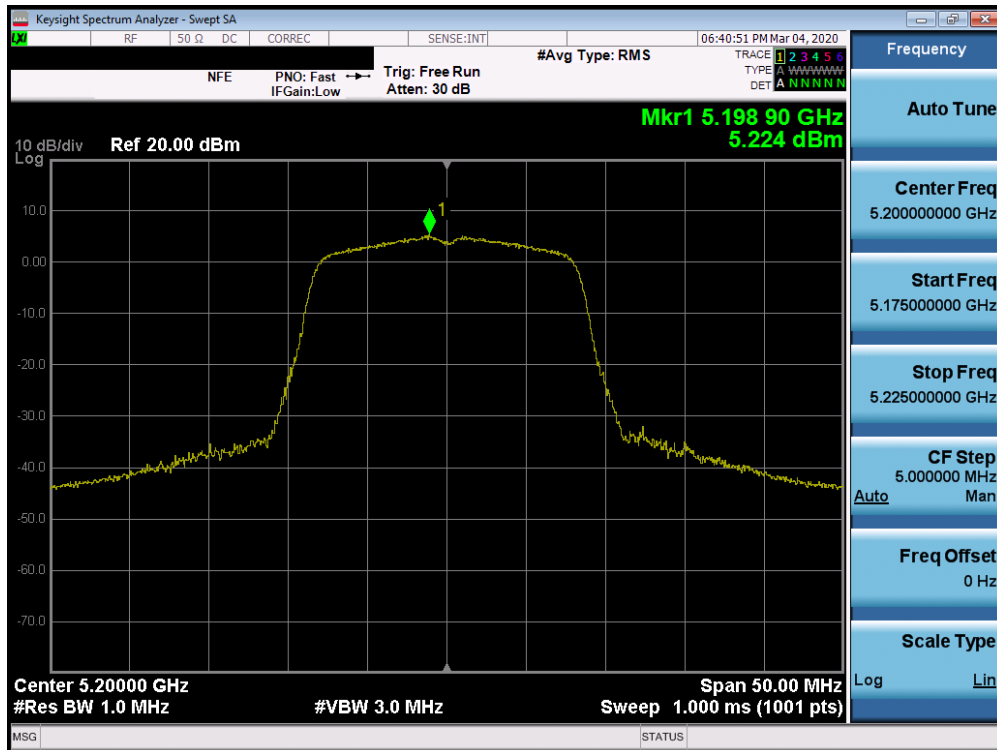 Keysight Spectrum Analyzer - Swept SA
LXI RF 50 Ω DC CORREC SENSE:INT 06:40:51 PM Mar 04, 2020
NFE PNO: Fast Trig: Free Run #Avg Type: RMS TRACE 1 2 3 4 5 6
IFGain:Low Atten: 30 dB TYPE A WWWWWW
DET A N N N N N
Mkr1 5.198 90 GHz
5.224 dBm
10 dB/div Ref 20.00 dBm
Log
1
10.0
0.00
-10.0
-20.0
-30.0
-40.0
-50.0
-60.0
-70.0
Center 5.20000 GHz Span 50.00 MHz
#Res BW 1.0 MHz #VBW 3.0 MHz Sweep 1.000 ms (1001 pts)
MSG STATUS
Frequency
Auto Tune
Center Freq
5.200000000 GHz
Start Freq
5.175000000 GHz
Stop Freq
5.225000000 GHz
CF Step
5.000000 MHz
Auto Man
Freq Offset
0 Hz
Scale Type
Log Lin